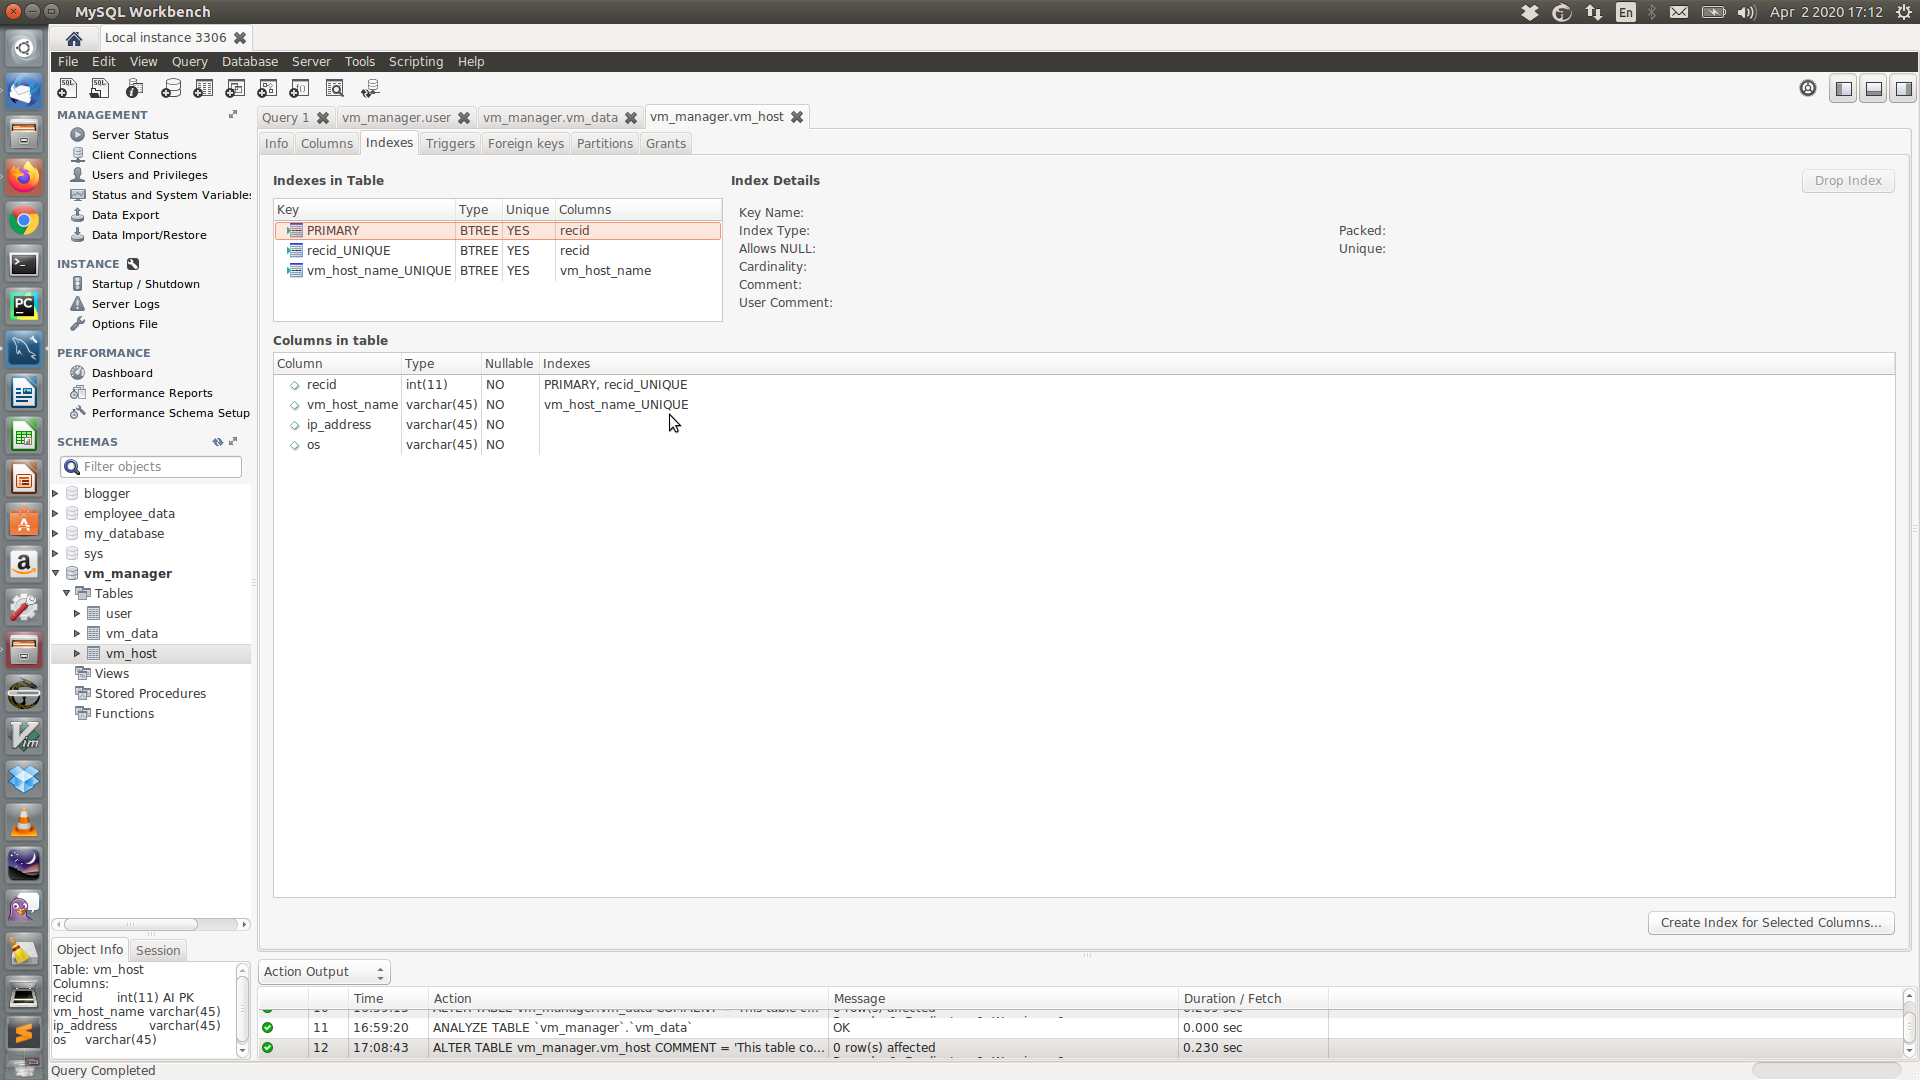 MySQL Workbench
En
Apr 2 2020 17:12
Local instance 3306
File Edit View Query Database Server Tools Scripting Help
MANAGEMENT
Server Status
Client Connections
Users and Privileges
Status and System Variables
Data Export
Data Import/Restore
INSTANCE
Startup / Shutdown
Server Logs
Options File
PERFORMANCE
Dashboard
Performance Reports
Performance Schema Setup
SCHEMAS
Filter objects
blogger
employee_data
my_database
sys
vm_manager
Tables
user
vm_data
vm_host
Views
Stored Procedures
Functions
Object Info Session
Table: vm_host
Columns:
recid int(11) AI PK
vm_host_name varchar(45)
ip_address varchar(45)
os varchar(45)
Query 1 vm_manager.user vm_manager.vm_data vm_manager.vm_host
Info Columns Indexes Triggers Foreign keys Partitions Grants
Indexes in Table
Key Type Unique Columns
PRIMARY BTREE YES recid
recid_UNIQUE BTREE YES recid
vm_host_name_UNIQUE BTREE YES vm_host_name
Index Details
Drop Index
Key Name:
Index Type: Packed:
Allows NULL: Unique:
Cardinality:
Comment:
User Comment:
Columns in table
Column Type Nullable Indexes
recid int(11) NO PRIMARY, recid_UNIQUE
vm_host_name varchar(45) NO vm_host_name_UNIQUE
ip_address varchar(45) NO
os varchar(45) NO
Create Index for Selected Columns...
Action Output
Time Action Message Duration / Fetch
11 16:59:20 ANALYZE TABLE `vm_manager`.`vm_data` OK 0.000 sec
12 17:08:43 ALTER TABLE vm_manager.vm_host COMMENT = 'This table co... 0 row(s) affected 0.230 sec
Query Completed